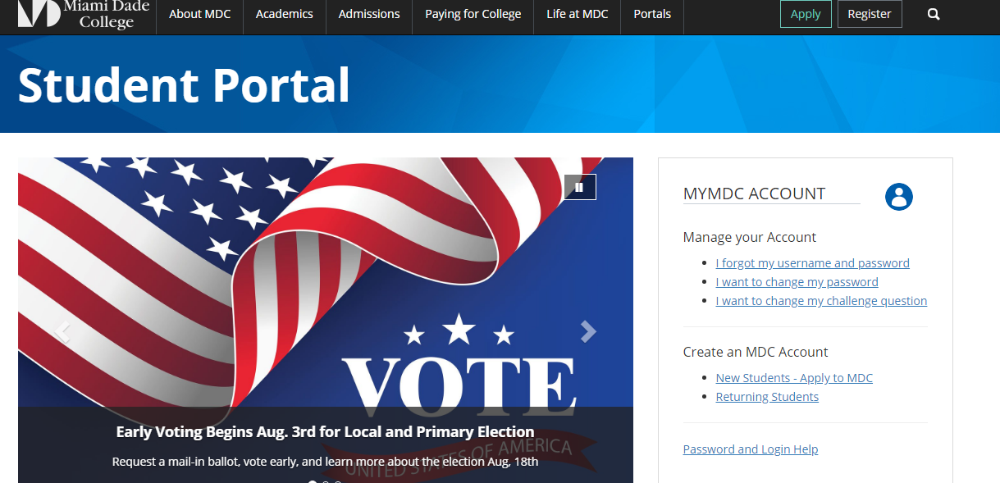 Miami Dade
College
About MDC
Academics
Admissions
Paying for College
Life at MDC
Portals
Apply
Register
Student Portal
VOTE
UNITED STATES OF AMERICA
Early Voting Begins Aug. 3rd for Local and Primary Election
Request a mail-in ballot, vote early, and learn more about the election Aug, 18th
MYMDC ACCOUNT
Manage your Account
I forgot my username and password
I want to change my password
I want to change my challenge question
Create an MDC Account
New Students - Apply to MDC
Returning Students
Password and Login Help